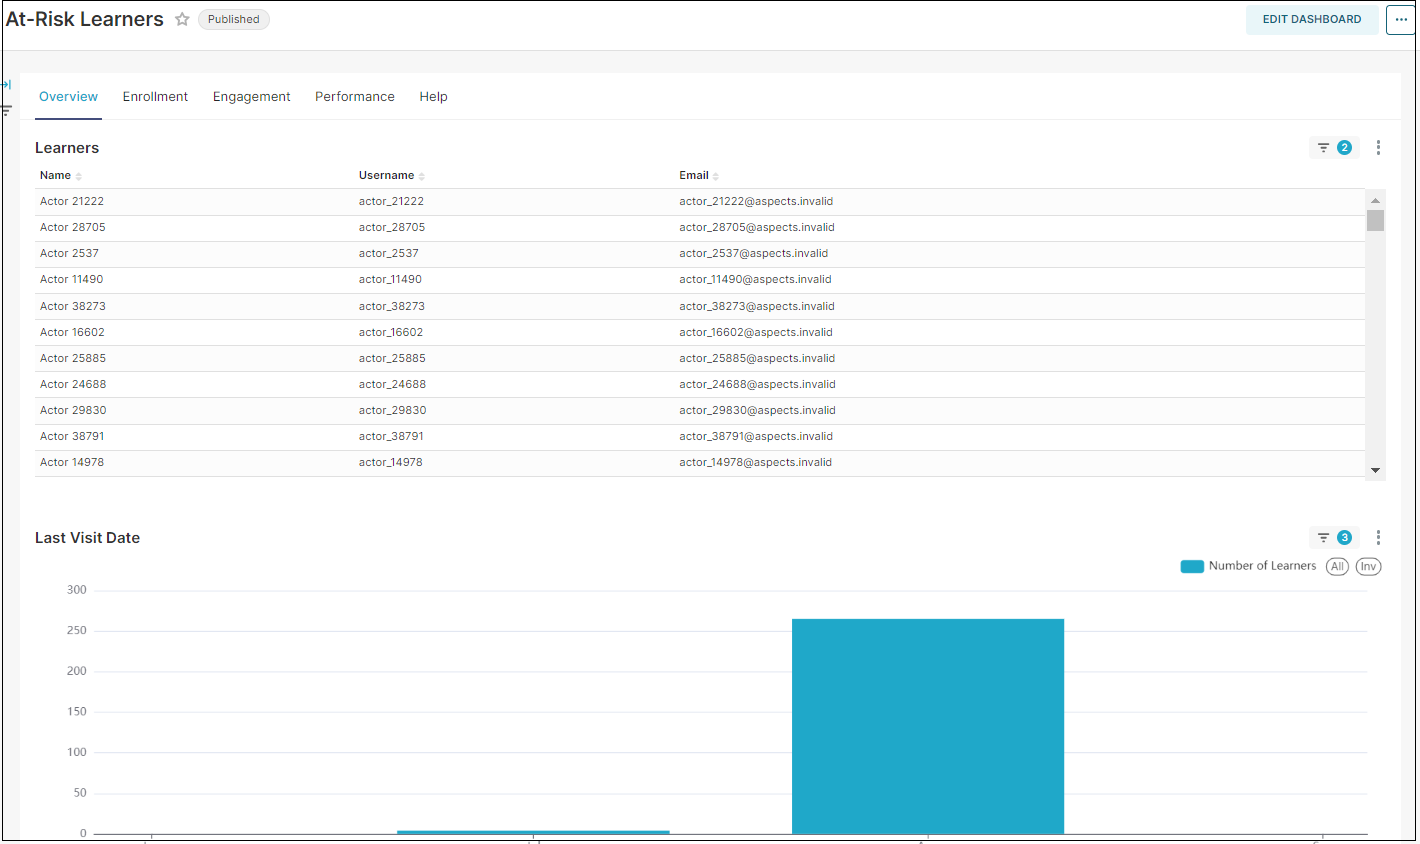 At-Risk Learners Published EDIT DASHBOARD ...
Overview Enrollment Engagement Performance Help
Learners 2
Name Username Email
Actor 21222 actor_21222 actor_21222@aspects.invalid
Actor 28705 actor_28705 actor_28705@aspects.invalid
Actor 2537 actor_2537 actor_2537@aspects.invalid
Actor 11490 actor_11490 actor_11490@aspects.invalid
Actor 38273 actor_38273 actor_38273@aspects.invalid
Actor 16602 actor_16602 actor_16602@aspects.invalid
Actor 25885 actor_25885 actor_25885@aspects.invalid
Actor 24688 actor_24688 actor_24688@aspects.invalid
Actor 29830 actor_29830 actor_29830@aspects.invalid
Actor 38791 actor_38791 actor_38791@aspects.invalid
Actor 14978 actor_14978 actor_14978@aspects.invalid
Last Visit Date 3
Number of Learners All Inv
300
250
200
150
100
50
0